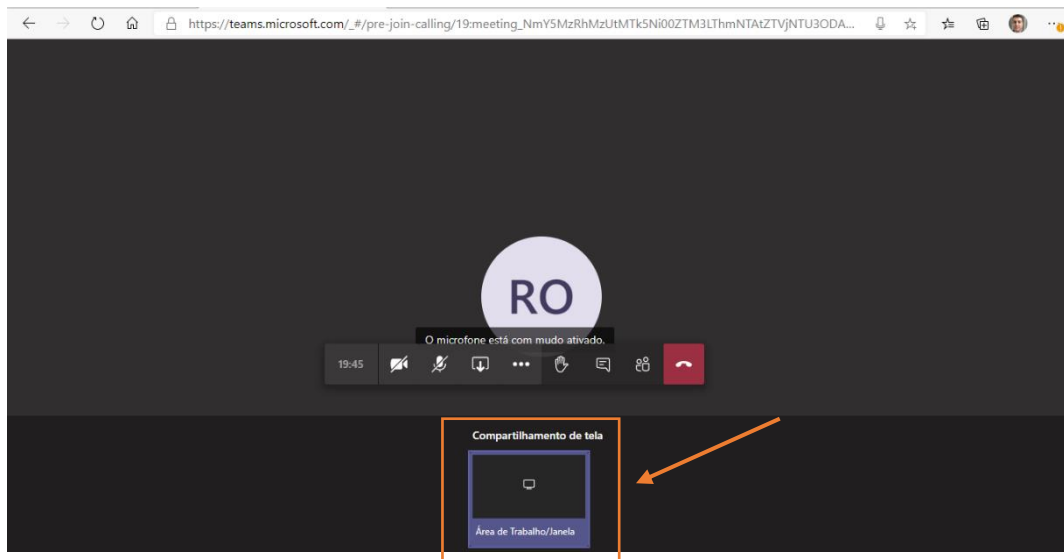 https://teams.microsoft.com/_#/pre-join-calling/19:meeting_NmY5MzRhMzUtMTk5Ni00ZTM3LThmNTAtZTVjNTU3ODA...
RO
O microfone está com mudo ativado.
19:45
Compartilhamento de tela
Área de Trabalho/Janela